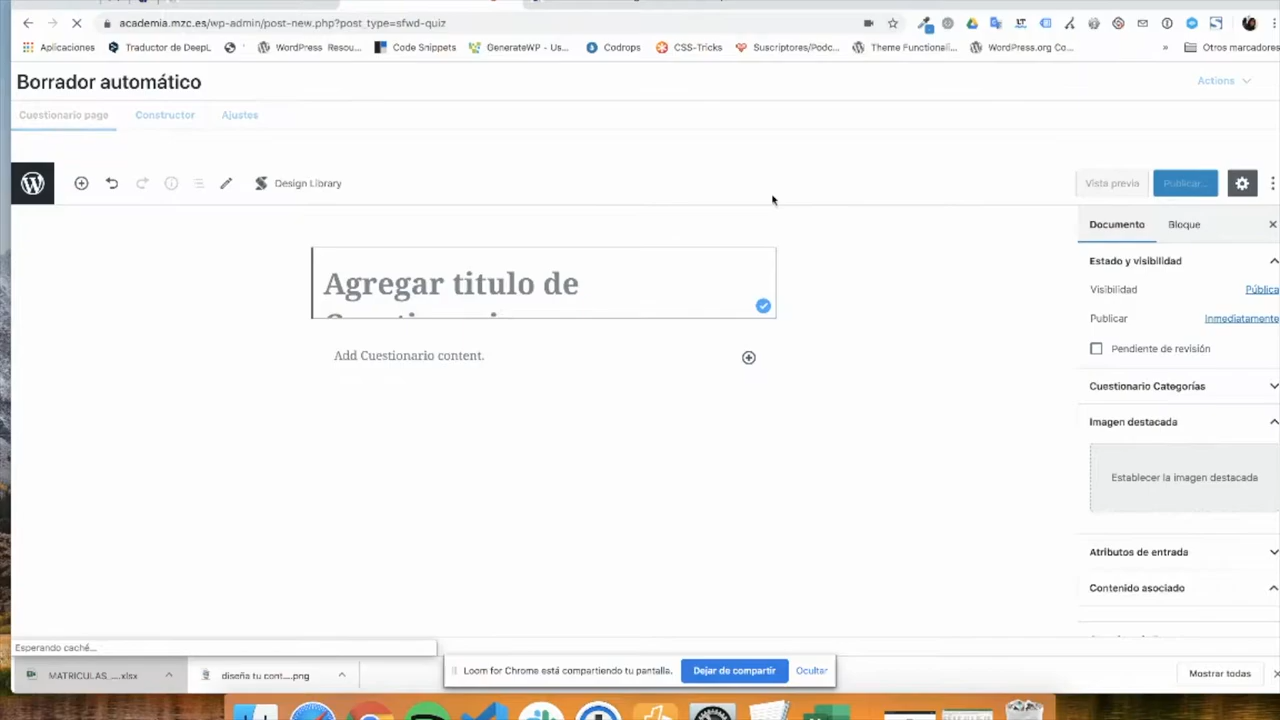 academia.mzc.es/wp-admin/post-new.php?post_type=sfwd-quiz
Aplicaciones
Traductor de DeepL
WordPress Resou...
Code Snippets
GenerateWP - Us...
Codrops
CSS-Tricks
Suscriptores/Podc...
Theme Functionali...
WordPress.org Co...
»
Otros marcadores
Borrador automático
Actions
Cuestionario page
Constructor
Ajustes
Design Library
Vista previa
Publicar...
Documento
Bloque
Agregar titulo de
Estado y visibilidad
Visibilidad
Pública
Publicar
Inmediatamente
Pendiente de revisión
Add Cuestionario content.
Cuestionario Categorías
Imagen destacada
Establecer la imagen destacada
Atributos de entrada
Contenido asociado
Esperando caché...
MATRICULAS_....xlsx
diseña tu cont....png
Loom for Chrome está compartiendo tu pantalla.
Dejar de compartir
Ocultar
Mostrar todas